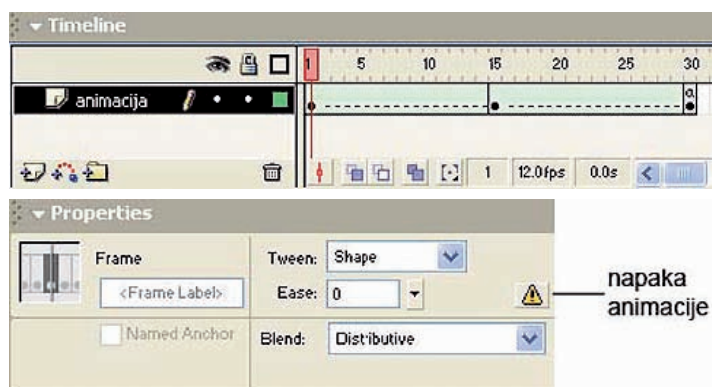 Timeline
1 5 10 15 20 25 30
animacija
a
1 12.0fps 0.0s
Properties
Frame Tween: Shape
<Frame Label> Ease: 0
napaka
animacije
Named Anchor Blend: Distributive